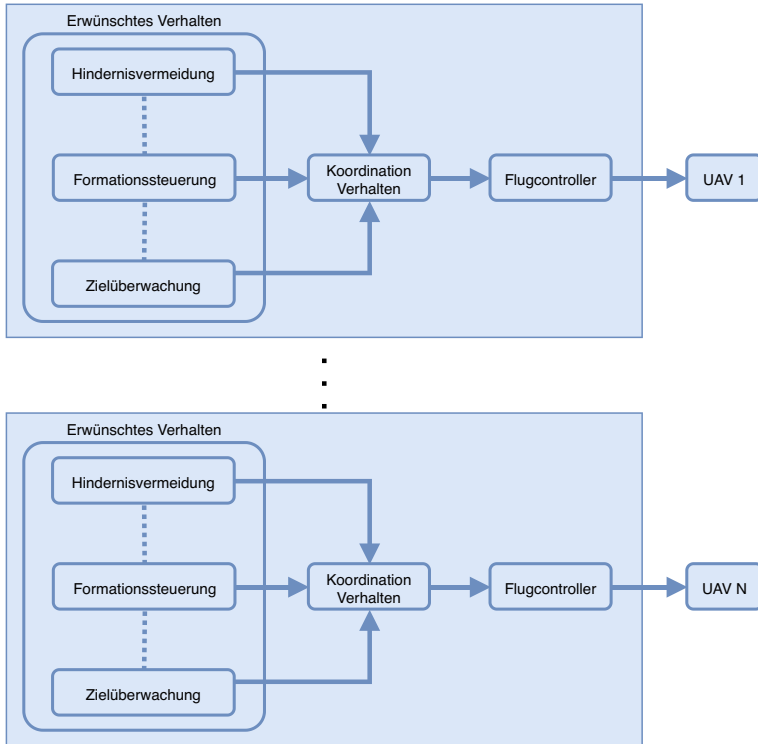 Erwünschtes Verhalten
Hindernisvermeidung
Formationssteuerung
Koordination
Verhalten
Flugcontroller
UAV 1
Zielüberwachung
Erwünschtes Verhalten
Hindernisvermeidung
Formationssteuerung
Koordination
Verhalten
Flugcontroller
UAV N
Zielüberwachung